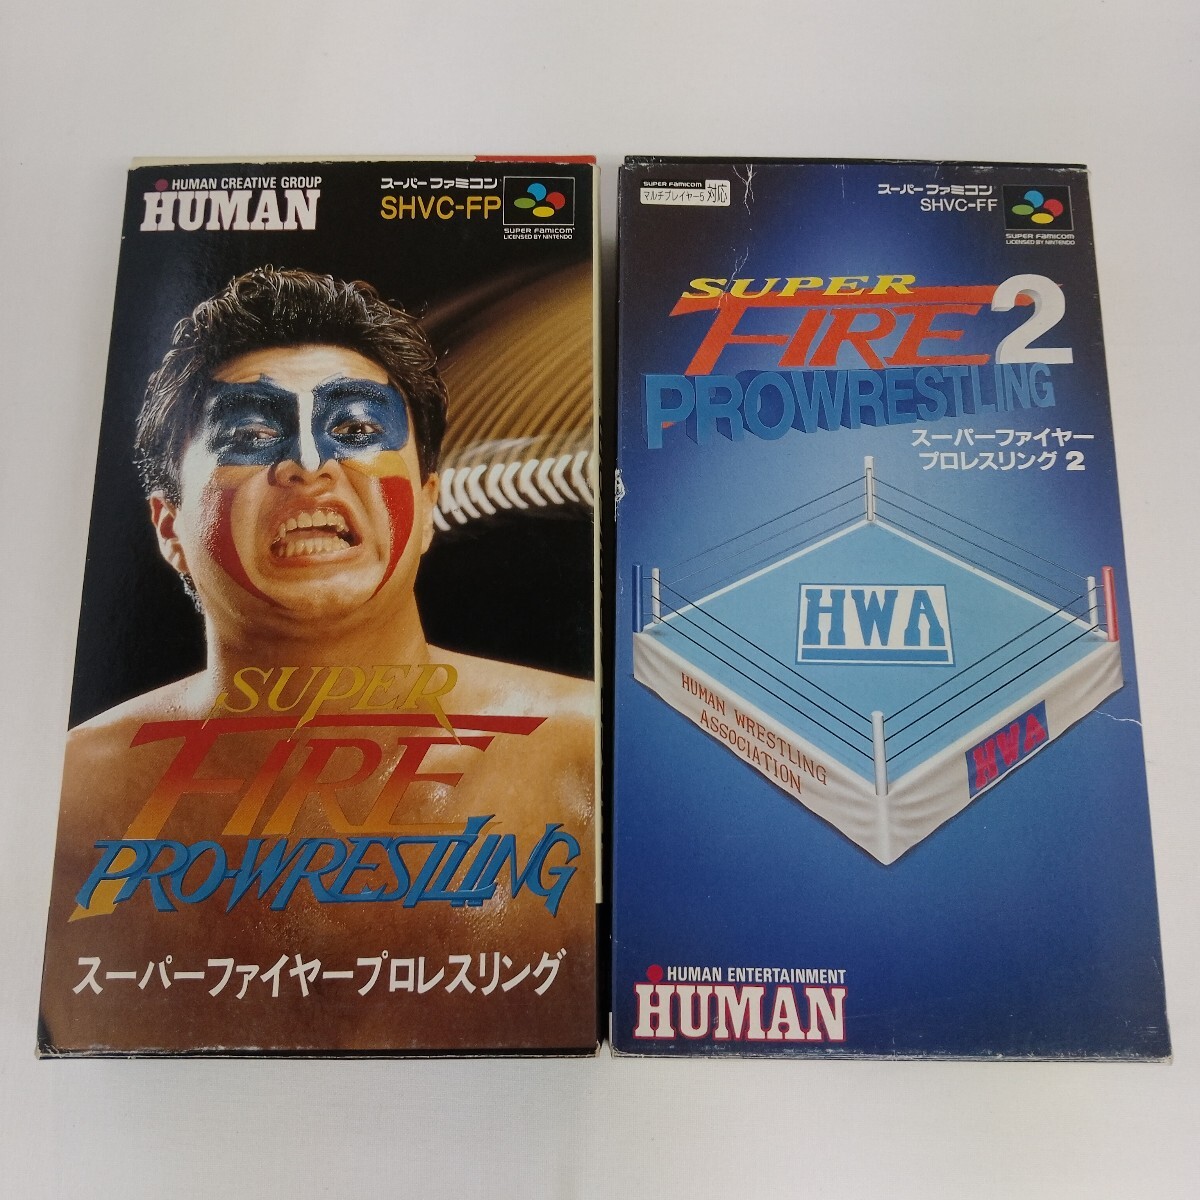 HUMAN CREATIVE GROUP
HUMAN
スーパーファミコン
SHVC-FP
SUPER FAMICOM
LICENSED BY NINTENDO
SUPER
FIRE
PRO-WRESTLING
スーパーファイヤープロレスリング
SUPER FAMICOM
マルチプレイヤー5対応
スーパーファミコン
SHVC-FF
SUPER FAMICOM
LICENSED BY NINTENDO
SUPER
FIRE 2
PROWRESTLING
スーパーファイヤー
プロレスリング 2
HWA
HUMAN WRESTLING
ASSOCIATION
HWA
HUMAN ENTERTAINMENT
HUMAN